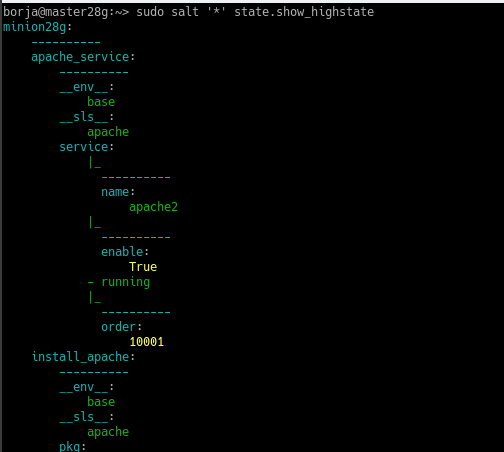 borja@master28g:~> sudo salt '*' state.show_highstate
minion28g:
    ----------
    apache_service:
        ----------
        __env__:
            base
        __sls__:
            apache
        service:
            |_
              ----------
              name:
                  apache2
            |_
              ----------
              enable:
                  True
            - running
            |_
              ----------
              order:
                  10001
    install_apache:
        ----------
        __env__:
            base
        __sls__:
            apache
        pkg: